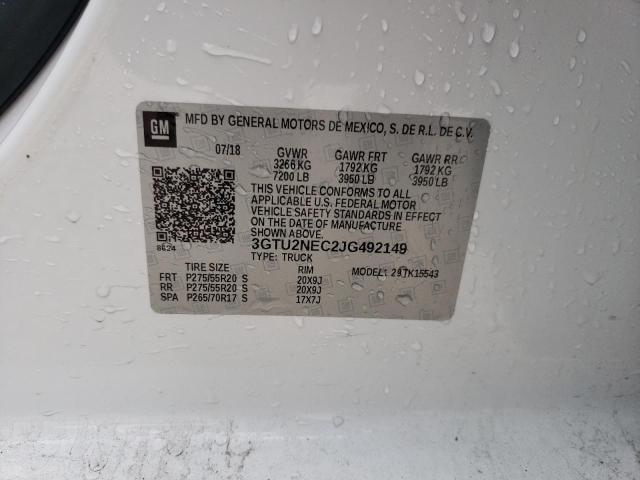 GM MFD BY GENERAL MOTORS DE MEXICO, S. DE R.L. DE C.V.
07/18 GVWR GAWR FRT GAWR RR
3266 KG 1792 KG 1792 KG
7200 LB 3950 LB 3950 LB
THIS VEHICLE CONFORMS TO ALL
APPLICABLE U.S. FEDERAL MOTOR
VEHICLE SAFETY STANDARDS IN EFFECT
ON THE DATE OF MANUFACTURE
SHOWN ABOVE.
8624 3GTU2NEC2JG492149
TYPE: TRUCK
TIRE SIZE RIM MODEL: 29TK15543
FRT P275/55R20 S 20X9J
RR P275/55R20 S 20X9J
SPA P265/70R17 S 17X7J